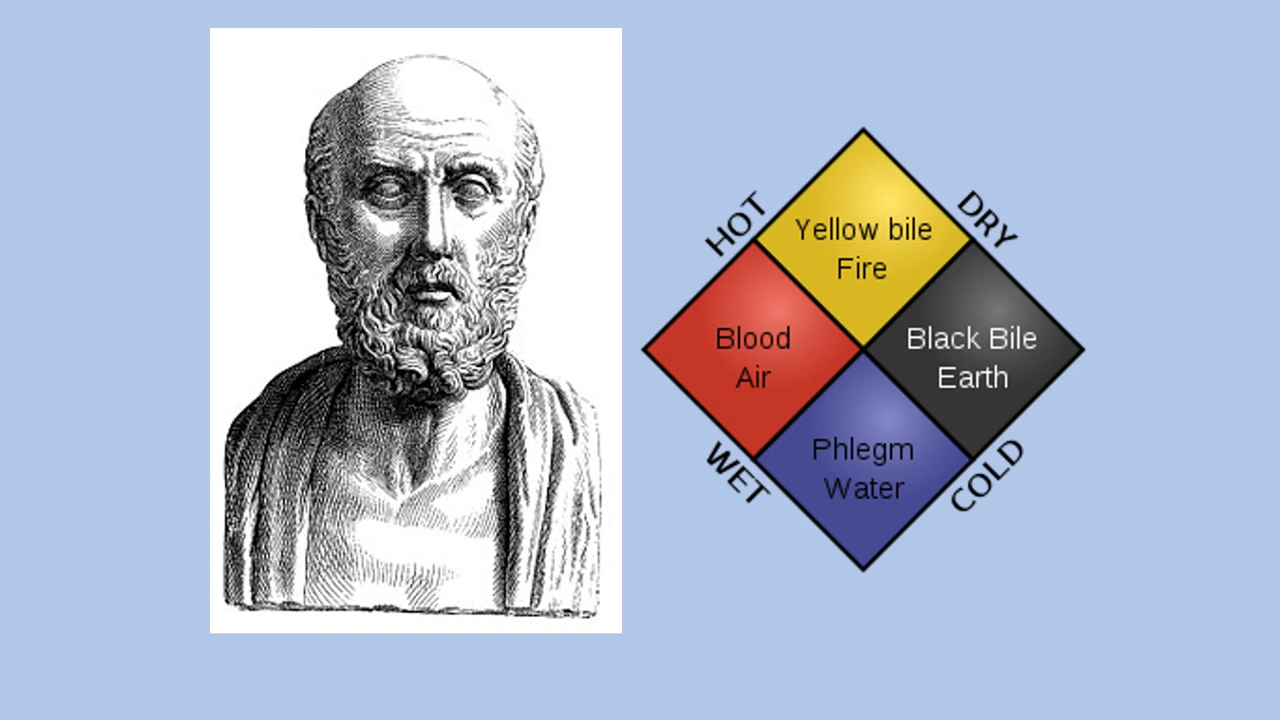 HOT
DRY
Yellow bile
Fire
Blood
Air
Black Bile
Earth
Phlegm
Water
WET
COLD